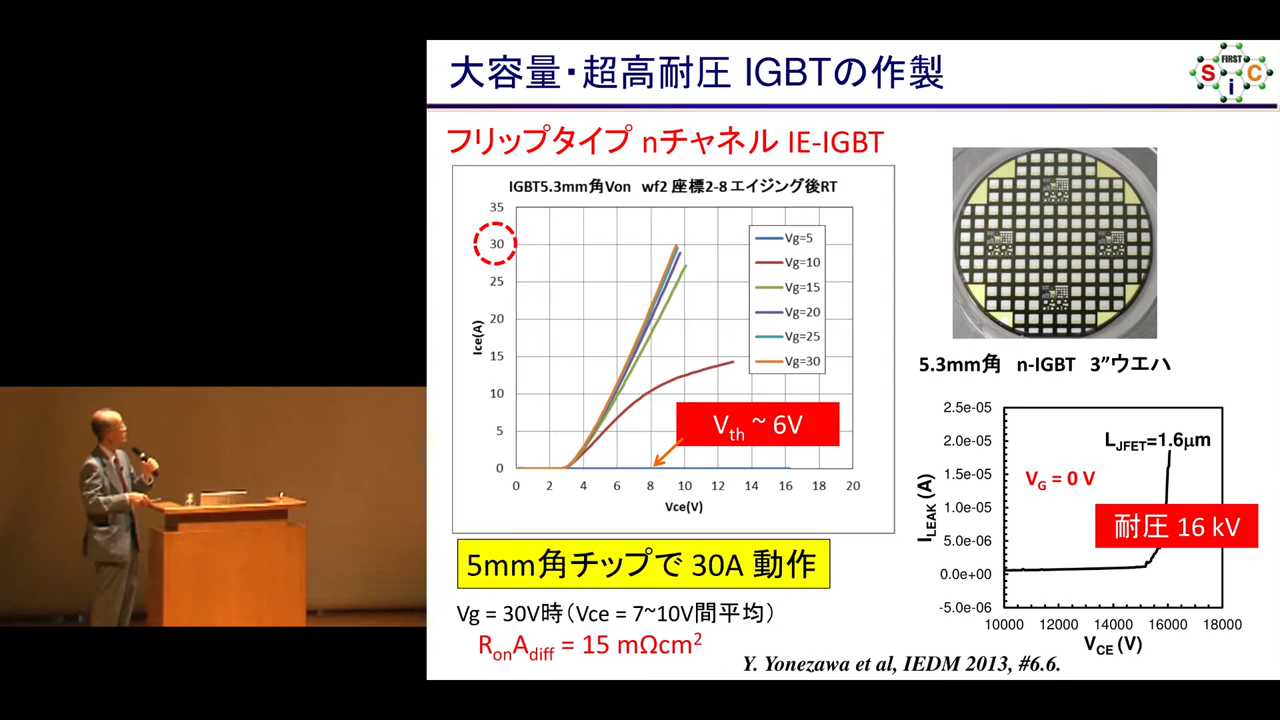 大容量・超高耐圧 IGBTの作製
FIRST
S i C
フリップタイプ nチャネル IE-IGBT
IGBT5.3mm角Von wf2 座標2-8 エイジング後RT
35
30
25
20
15
10
5
0
Ice(A)
0 2 4 6 8 10 12 14 16 18 20
Vce(V)
Vg=5
Vg=10
Vg=15
Vg=20
Vg=25
Vg=30
Vth ~ 6V
5mm角チップで 30A 動作
Vg = 30V時（Vce = 7~10V間平均）
RonAdiff = 15 mΩcm²
5.3mm角 n-IGBT 3”ウエハ
2.5e-05
2.0e-05
1.5e-05
1.0e-05
5.0e-06
0.0e+00
-5.0e-06
ILEAK (A)
LJFET=1.6μm
VG = 0 V
耐圧 16 kV
10000 12000 14000 16000 18000
VCE (V)
Y. Yonezawa et al, IEDM 2013, #6.6.